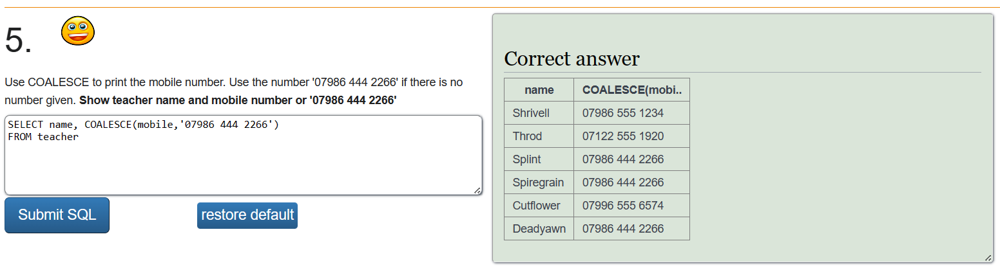 5.
Use COALESCE to print the mobile number. Use the number '07986 444 2266' if there is no
number given. Show teacher name and mobile number or '07986 444 2266'
SELECT name, COALESCE(mobile,'07986 444 2266')
FROM teacher
Submit SQL restore default
Correct answer
name COALESCE(mobi..
Shrivell 07986 555 1234
Throd 07122 555 1920
Splint 07986 444 2266
Spiregrain 07986 444 2266
Cutflower 07996 555 6574
Deadyawn 07986 444 2266